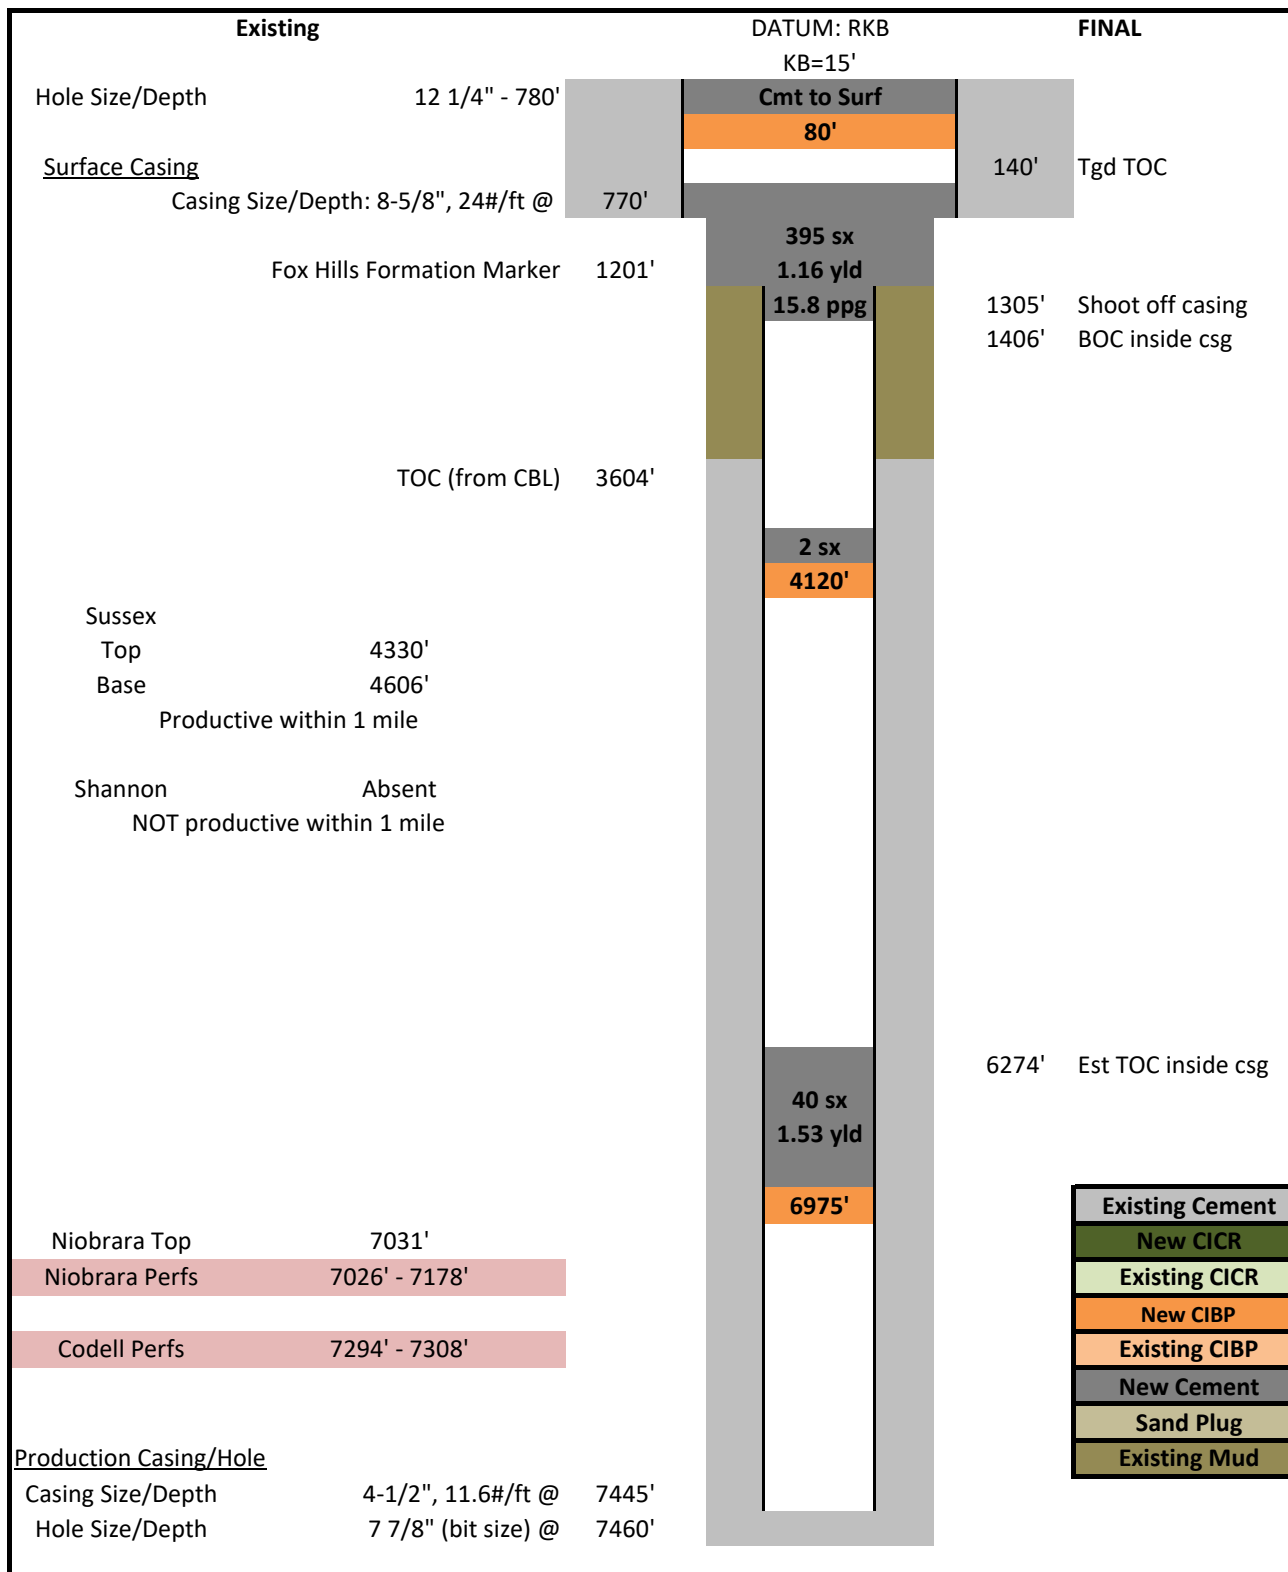 Existing DATUM: RKB FINAL
KB=15'
Hole Size/Depth 12 1/4" - 780' Cmt to Surf
80'
Surface Casing 140' Tgd TOC
Casing Size/Depth: 8-5/8", 24#/ft @ 770'
395 sx
Fox Hills Formation Marker 1201' 1.16 yld
15.8 ppg 1305' Shoot off casing
1406' BOC inside csg
TOC (from CBL) 3604'
2 sx
4120'
Sussex
Top 4330'
Base 4606'
Productive within 1 mile
Shannon Absent
NOT productive within 1 mile
6274' Est TOC inside csg
40 sx
1.53 yld
6975' Existing Cement
Niobrara Top 7031' New CICR
Niobrara Perfs 7026' - 7178' Existing CICR
New CIBP
Codell Perfs 7294' - 7308' Existing CIBP
New Cement
Sand Plug
Production Casing/Hole Existing Mud
Casing Size/Depth 4-1/2", 11.6#/ft @ 7445'
Hole Size/Depth 7 7/8" (bit size) @ 7460'